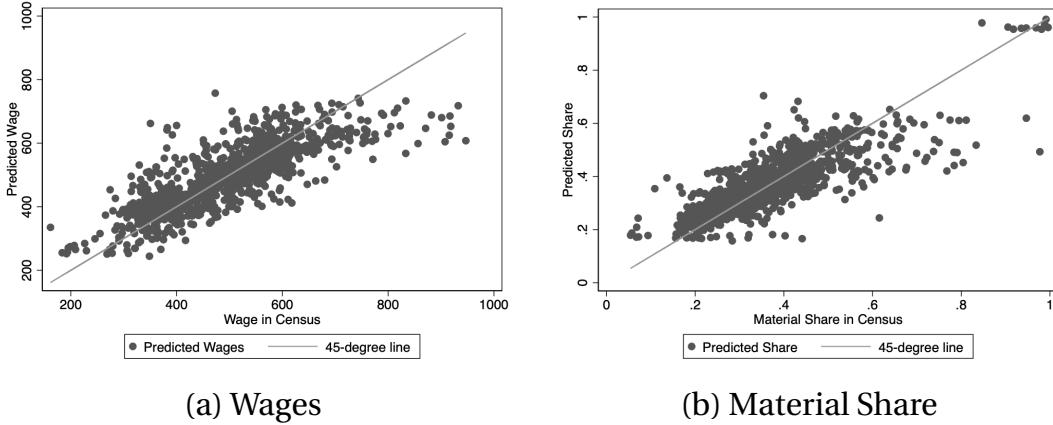 1000
800
600
400
200
Predicted Wage
200
400
600
800
1000
Wage in Census
Predicted Wages
45-degree line
(a) Wages
1
.8
.6
.4
.2
0
Predicted Share
0
.2
.4
.6
.8
1
Material Share in Census
Predicted Share
45-degree line
(b) Material Share